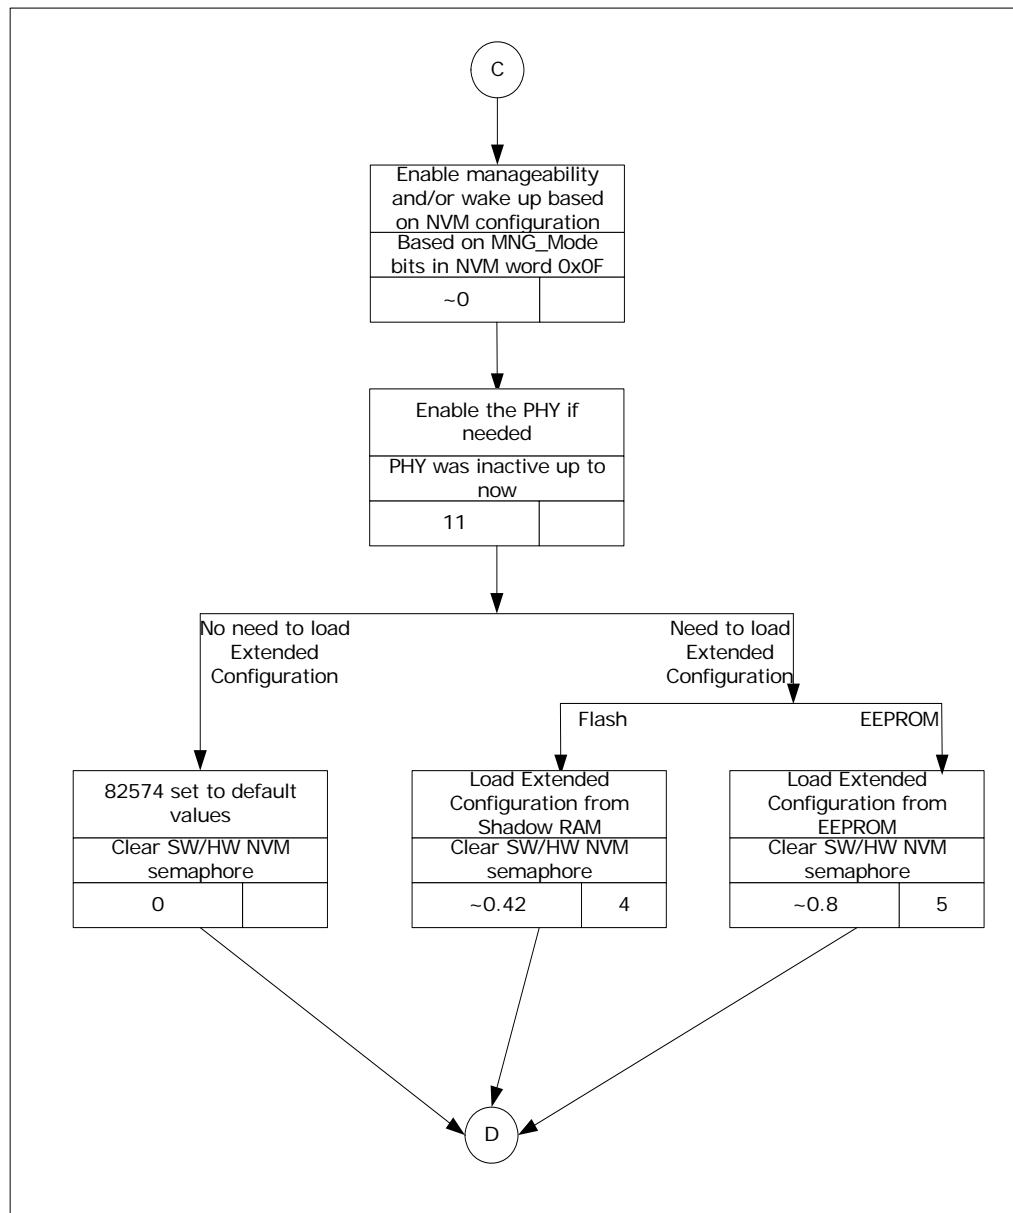 C
Enable manageability
and/or wake up based
on NVM configuration
Based on MNG_Mode
bits in NVM word 0x0F
~0
Enable the PHY if
needed
PHY was inactive up to
now
11
No need to load
Extended
Configuration
Need to load
Extended
Configuration
Flash
EEPROM
82574 set to default
values
Clear SW/HW NVM
semaphore
0
Load Extended
Configuration from
Shadow RAM
Clear SW/HW NVM
semaphore
~0.42
4
Load Extended
Configuration from
EEPROM
Clear SW/HW NVM
semaphore
~0.8
5
D